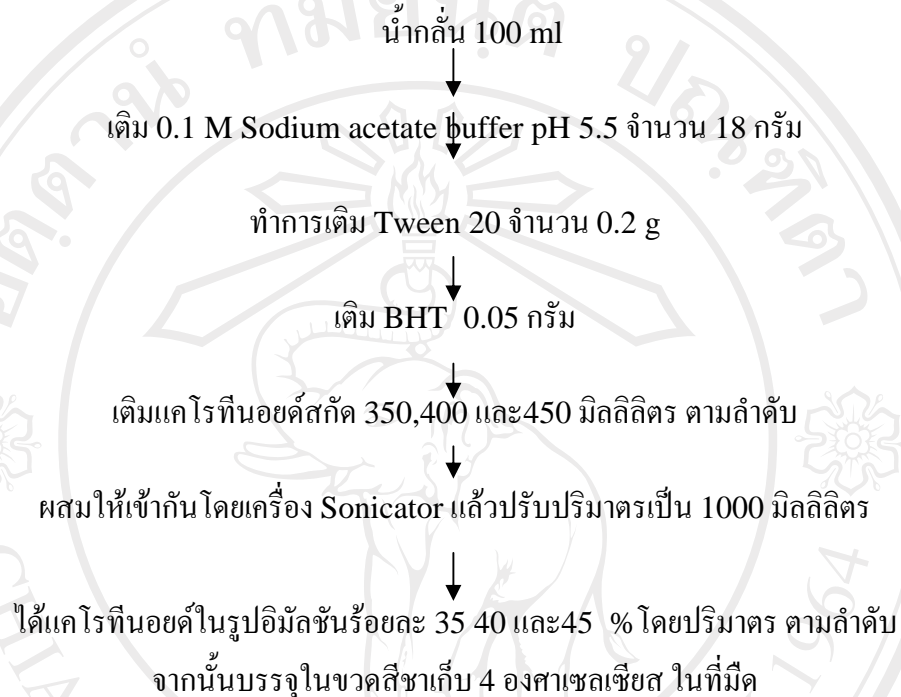 น้ำกลั่น 100 ml
เติม 0.1 M Sodium acetate buffer pH 5.5 จำนวน 18 กรัม
ทำการเติม Tween 20 จำนวน 0.2 g
เติม BHT 0.05 กรัม
เติมแคโรทีนอยด์สกัด 350,400 และ450 มิลลิลิตร ตามลำดับ
ผสมให้เข้ากันโดยเครื่อง Sonicator แล้วปรับปริมาตรเป็น 1000 มิลลิลิตร
ได้แคโรทีนอยด์ในรูปอิมัลชันร้อยละ 35 40 และ45 % โดยปริมาตร ตามลำดับ
จากนั้นบรรจุในขวดสีชาเก็บ 4 องศาเซลเซียส ในที่มืด